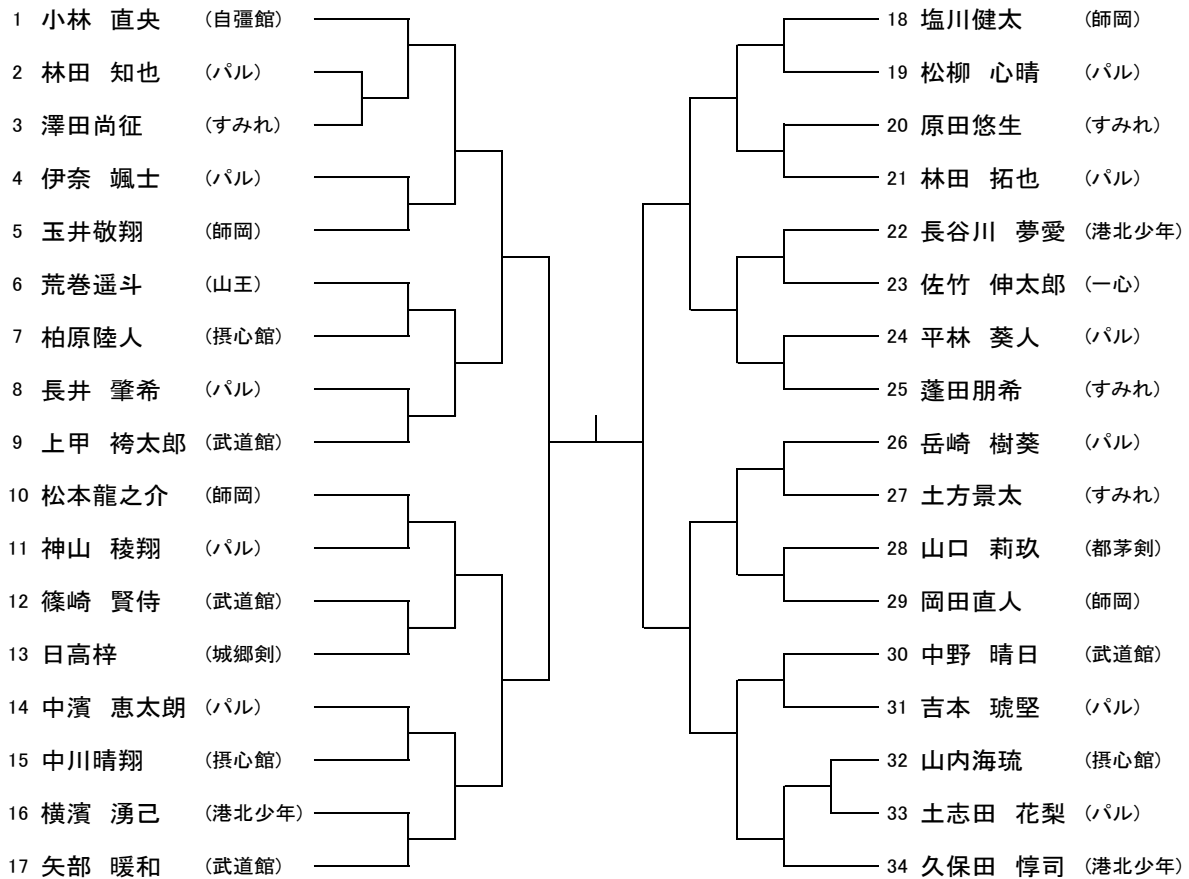 1 小林 直央 (自彊館)
2 林田 知也 (パル)
3 澤田尚征 (すみれ)
4 伊奈 颯士 (パル)
5 玉井敬翔 (師岡)
6 荒巻遥斗 (山王)
7 柏原陸人 (摂心館)
8 長井 肇希 (パル)
9 上甲 袴太郎 (武道館)
10 松本龍之介 (師岡)
11 神山 稜翔 (パル)
12 篠崎 賢侍 (武道館)
13 日高梓 (城郷剣)
14 中濱 恵太朗 (パル)
15 中川晴翔 (摂心館)
16 横濱 湧己 (港北少年)
17 矢部 暖和 (武道館)
18 塩川健太 (師岡)
19 松柳 心晴 (パル)
20 原田悠生 (すみれ)
21 林田 拓也 (パル)
22 長谷川 夢愛 (港北少年)
23 佐竹 伸太郎 (一心)
24 平林 葵人 (パル)
25 蓬田朋希 (すみれ)
26 岳崎 樹葵 (パル)
27 土方景太 (すみれ)
28 山口 莉玖 (都茅剣)
29 岡田直人 (師岡)
30 中野 晴日 (武道館)
31 吉本 琥堅 (パル)
32 山内海琉 (摂心館)
33 土志田 花梨 (パル)
34 久保田 惇司 (港北少年)